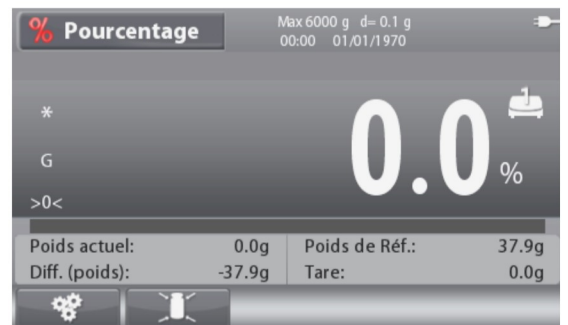 % Pourcentage
Max 6000 g d= 0.1 g
00:00 01/01/1970
1
*
0.0 %
G
>0<
Poids actuel: 0.0g Poids de Réf.: 37.9g
Diff. (poids): -37.9g Tare: 0.0g